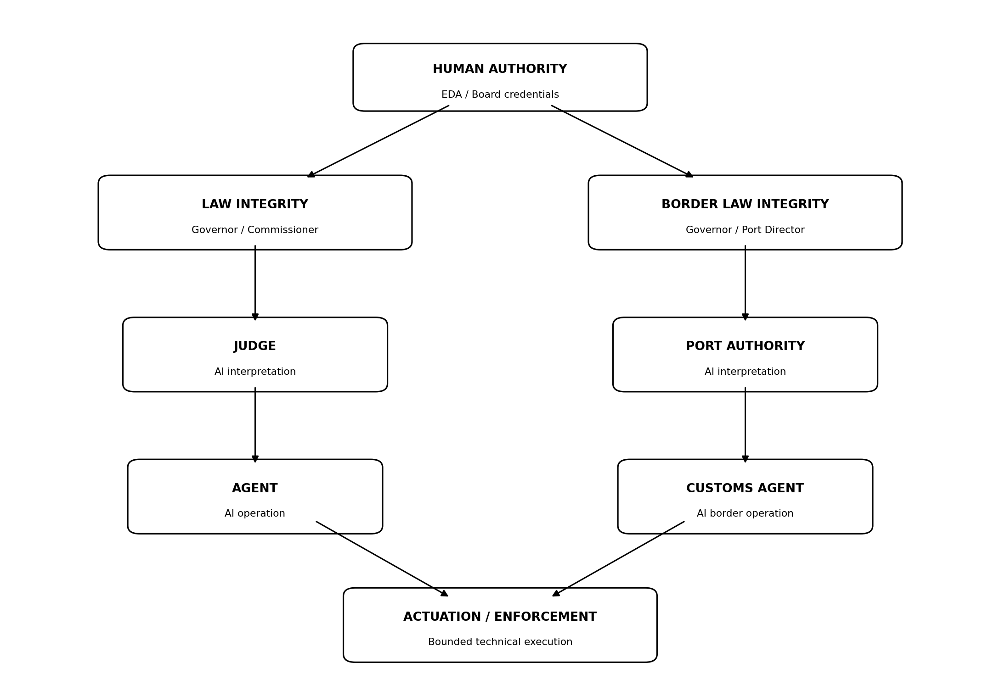 HUMAN AUTHORITY
EDA / Board credentials
LAW INTEGRITY
Governor / Commissioner
BORDER LAW INTEGRITY
Governor / Port Director
JUDGE
AI interpretation
PORT AUTHORITY
AI interpretation
AGENT
AI operation
CUSTOMS AGENT
AI border operation
ACTUATION / ENFORCEMENT
Bounded technical execution